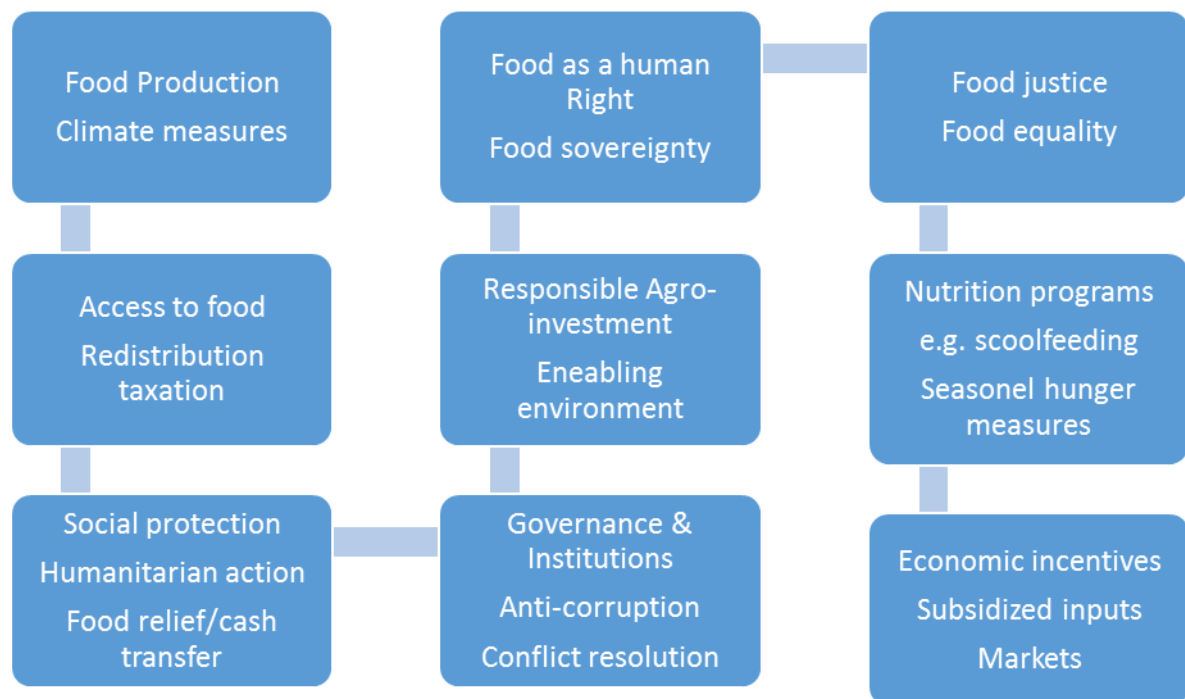 Food Production
Climate measures
Access to food
Redistribution
taxation
Social protection
Humanitarian action
Food relief/cash
transfer
Governance &
Institutions
Anti-corruption
Conflict resolution
Responsible Agro-
investment
Eneabling
environment
Food as a human
Right
Food sovereignty
Food justice
Food equality
Nutrition programs
e.g. scoolfeeding
Seasonel hunger
measures
Economic incentives
Subsidized inputs
Markets